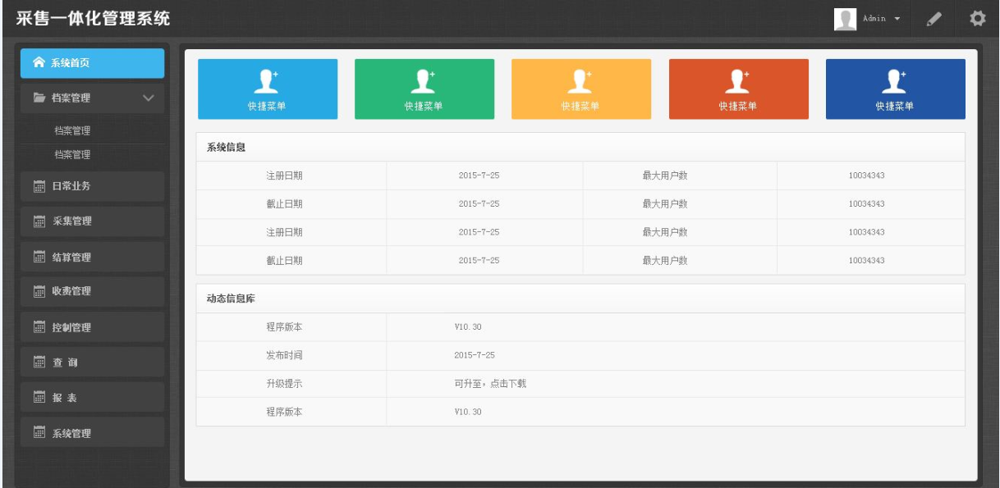 采售一体化管理系统
Admin
系统首页
档案管理
档案管理
档案管理
日常业务
采集管理
结算管理
收费管理
控制管理
查 询
报 表
系统管理
快捷菜单 快捷菜单 快捷菜单 快捷菜单 快捷菜单
系统信息
注册日期 2015-7-25 最大用户数 10034343
截止日期 2015-7-25 最大用户数 10034343
注册日期 2015-7-25 最大用户数 10034343
截止日期 2015-7-25 最大用户数 10034343
动态信息库
程序版本 V10.30
发布时间 2015-7-25
升级提示 可升至，点击下载
程序版本 V10.30